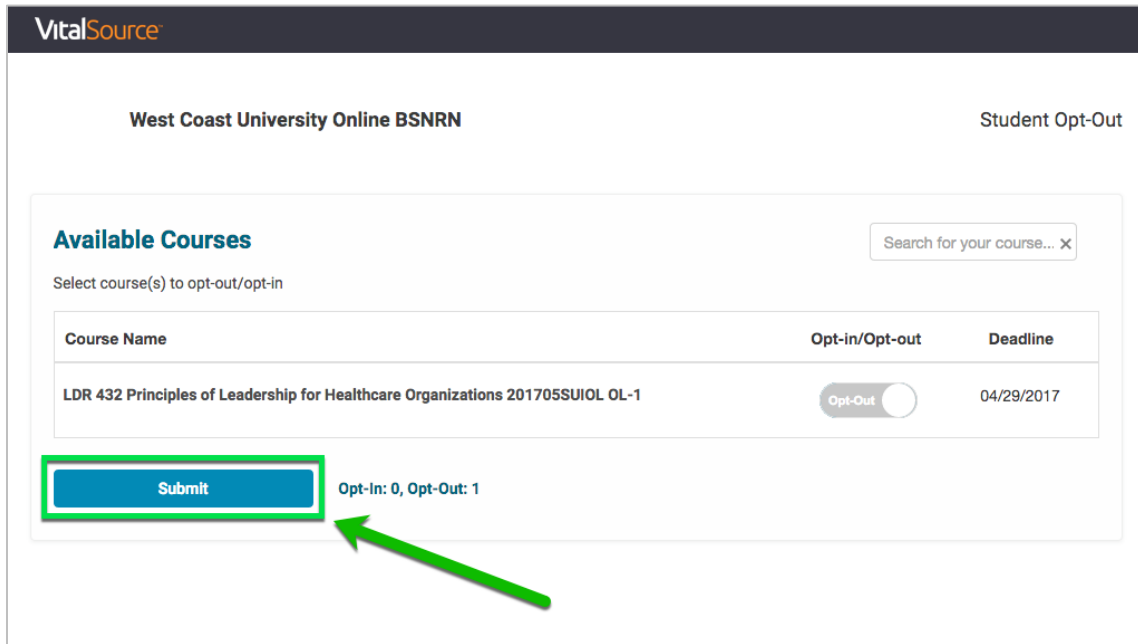 VitalSource
West Coast University Online BSNRN
Student Opt-Out
Available Courses
Search for your course... ×
Select course(s) to opt-out/opt-in
Course Name Opt-in/Opt-out Deadline
LDR 432 Principles of Leadership for Healthcare Organizations 201705SUIOL OL-1 Opt-Out 04/29/2017
Submit Opt-In: 0, Opt-Out: 1